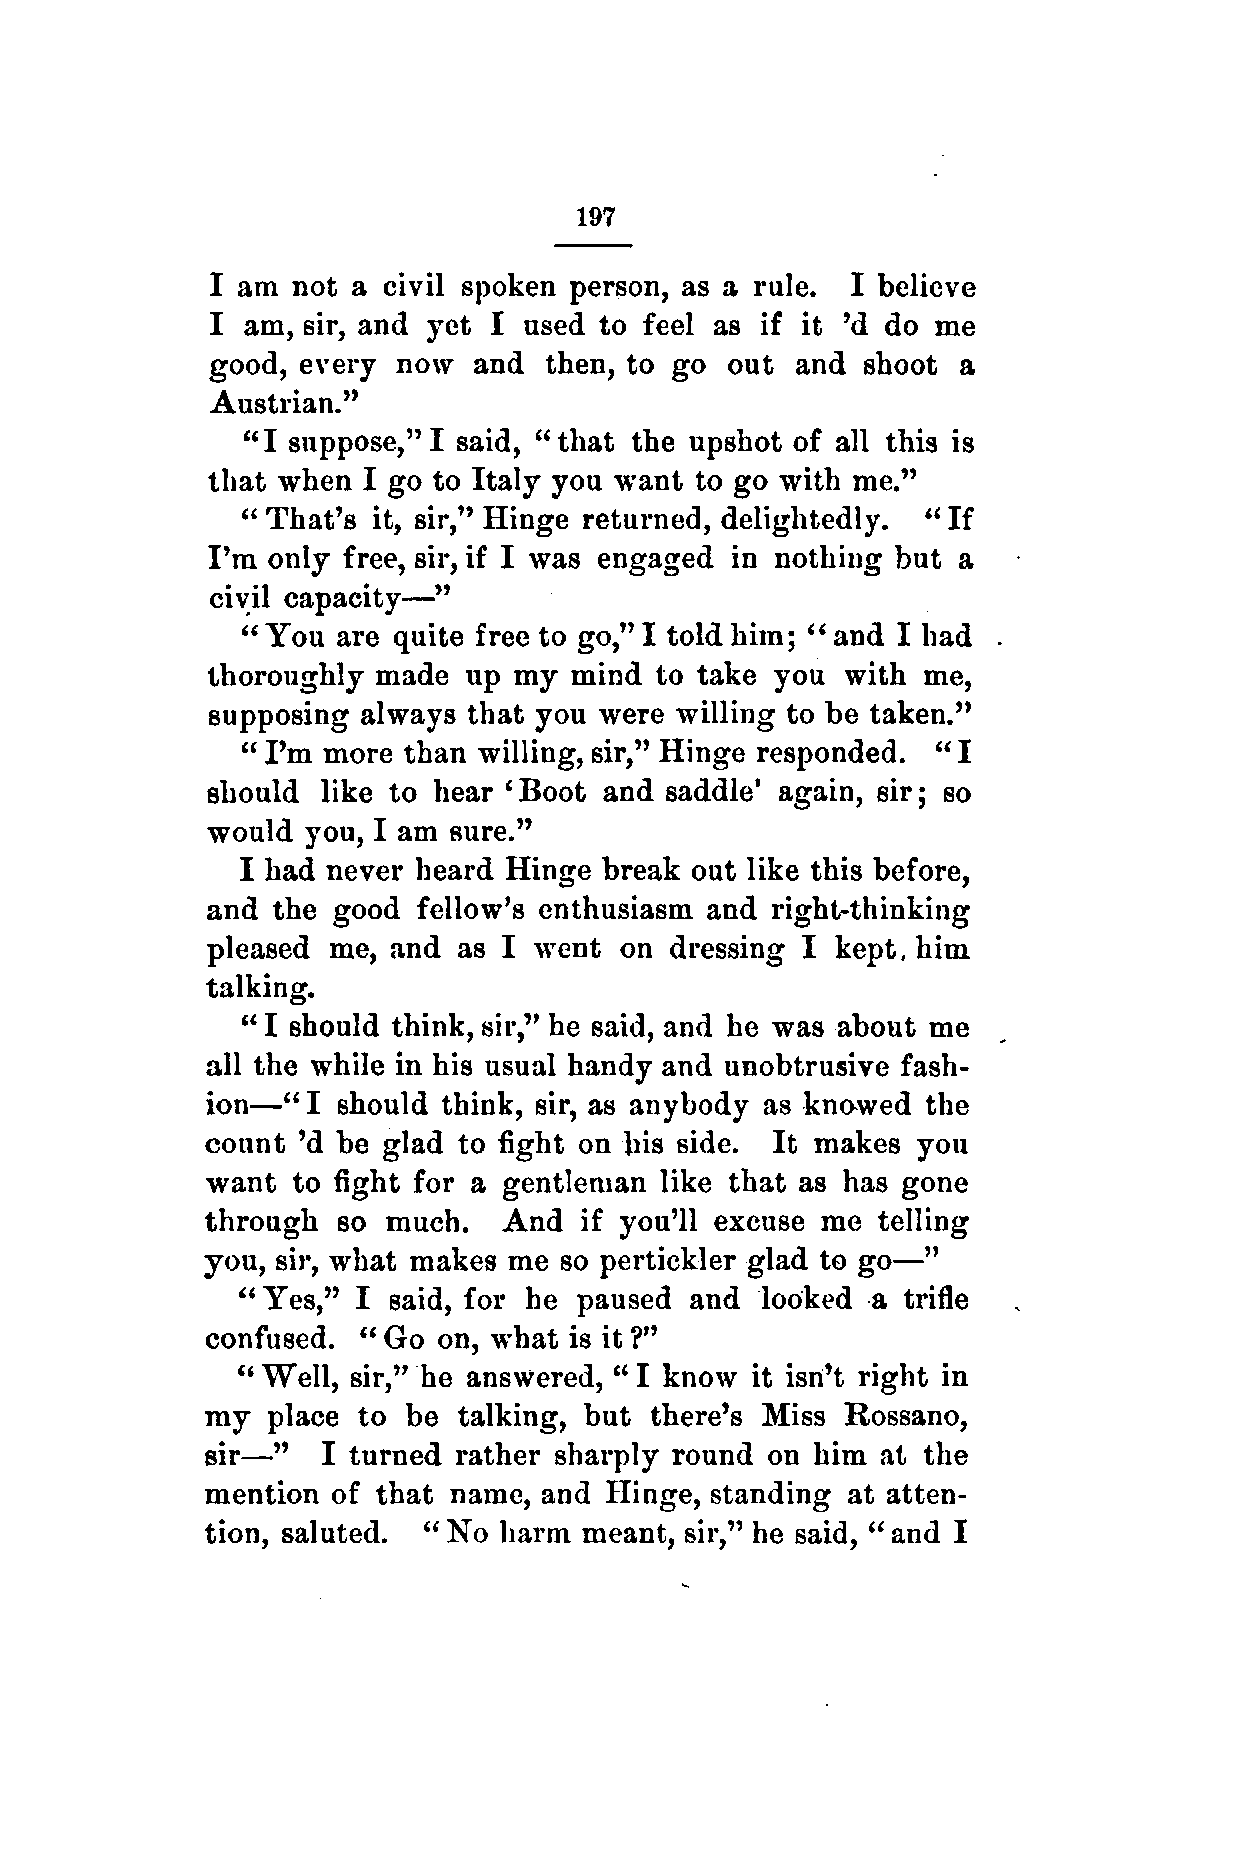 197
I am not a civil spoken person, as a rule. I believe
I am, sir, and yet I used to feel as if it 'd do me
good, every now and then, to go out and shoot a
Austrian."
"I suppose," I said, "that the upshot of all this is
that when I go to Italy you want to go with me."
"That's it, sir," Hinge returned, delightedly. "If
I'm only free, sir, if I was engaged in nothing but a
civil capacity—"
"You are quite free to go," I told him; "and I had
thoroughly made up my mind to take you with me,
supposing always that you were willing to be taken."
"I'm more than willing, sir," Hinge responded. "I
should like to hear 'Boot and saddle' again, sir; so
would you, I am sure."
I had never heard Hinge break out like this before,
and the good fellow's enthusiasm and right-thinking
pleased me, and as I went on dressing I kept, him
talking.
"I should think, sir," he said, and he was about me
all the while in his usual handy and unobtrusive fash-
ion—"I should think, sir, as anybody as knowed the
count 'd be glad to fight on his side. It makes you
want to fight for a gentleman like that as has gone
through so much. And if you'll excuse me telling
you, sir, what makes me so pertickler glad to go—"
"Yes," I said, for he paused and looked a trifle
confused. "Go on, what is it?"
"Well, sir," he answered, "I know it isn't right in
my place to be talking, but there's Miss Rossano,
sir—" I turned rather sharply round on him at the
mention of that name, and Hinge, standing at atten-
tion, saluted. "No harm meant, sir," he said, "and I